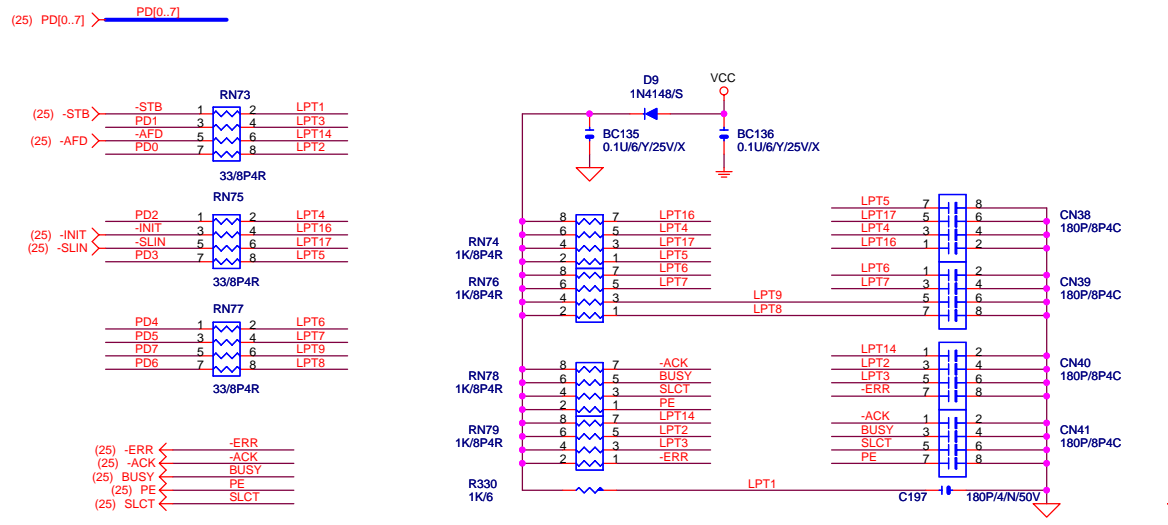 (25) PD[0..7] PD[0..7]
RN73
(25) -STB -STB 1 2 LPT1
PD1 3 4 LPT3
(25) -AFD -AFD 5 6 LPT14
PD0 7 8 LPT2
33/8P4R
RN75
PD2 1 2 LPT4
(25) -INIT -INIT 3 4 LPT16
(25) -SLIN -SLIN 5 6 LPT17
PD3 7 8 LPT5
33/8P4R
RN77
PD4 1 2 LPT6
PD5 3 4 LPT7
PD7 5 6 LPT9
PD6 7 8 LPT8
33/8P4R
(25) -ERR -ERR
(25) -ACK -ACK
(25) BUSY BUSY
(25) PE PE
(25) SLCT SLCT
D9
1N4148/S
VCC
BC135
0.1U/6/Y/25V/X
BC136
0.1U/6/Y/25V/X
RN74
1K/8P4R
8 7 LPT16
6 5 LPT4
4 3 LPT17
2 1 LPT5
RN76
1K/8P4R
8 7 LPT6
6 5 LPT7
4 3 LPT9
2 1 LPT8
RN78
1K/8P4R
8 7 -ACK
6 5 BUSY
4 3 SLCT
2 1 PE
RN79
1K/8P4R
8 7 LPT14
6 5 LPT2
4 3 LPT3
2 1 -ERR
R330
1K/6
LPT1
C197
180P/4/N/50V
LPT5 7 8
LPT17 5 6
LPT4 3 4
LPT16 1 2
CN38
180P/8P4C
LPT6 1 2
LPT7 3 4
5 6
7 8
CN39
180P/8P4C
LPT14 1 2
LPT2 3 4
LPT3 5 6
-ERR 7 8
CN40
180P/8P4C
-ACK 1 2
BUSY 3 4
SLCT 5 6
PE 7 8
CN41
180P/8P4C